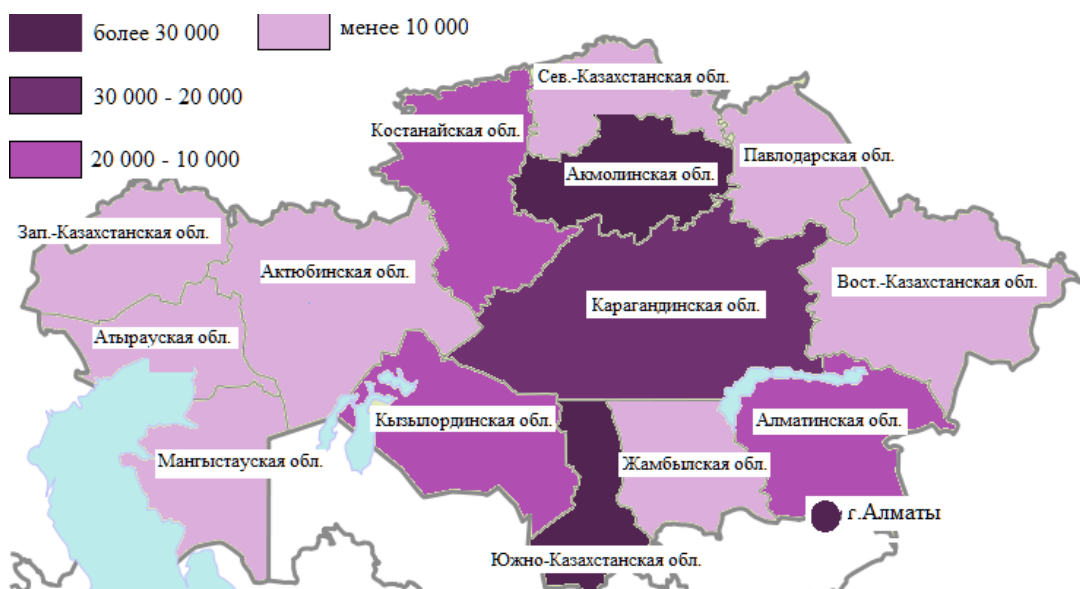 более 30 000
менее 10 000
30 000 - 20 000
20 000 - 10 000
Сев.-Казахстанская обл.
Костанайская обл.
Павлодарская обл.
Акмолинская обл.
Зап.-Казахстанская обл.
Актюбинская обл.
Вост.-Казахстанская обл.
Карагандинская обл.
Атырауская обл.
Кызылординская обл.
Алматинская обл.
Мангыстауская обл.
Жамбылская обл.
г.Алматы
Южно-Казахстанская обл.